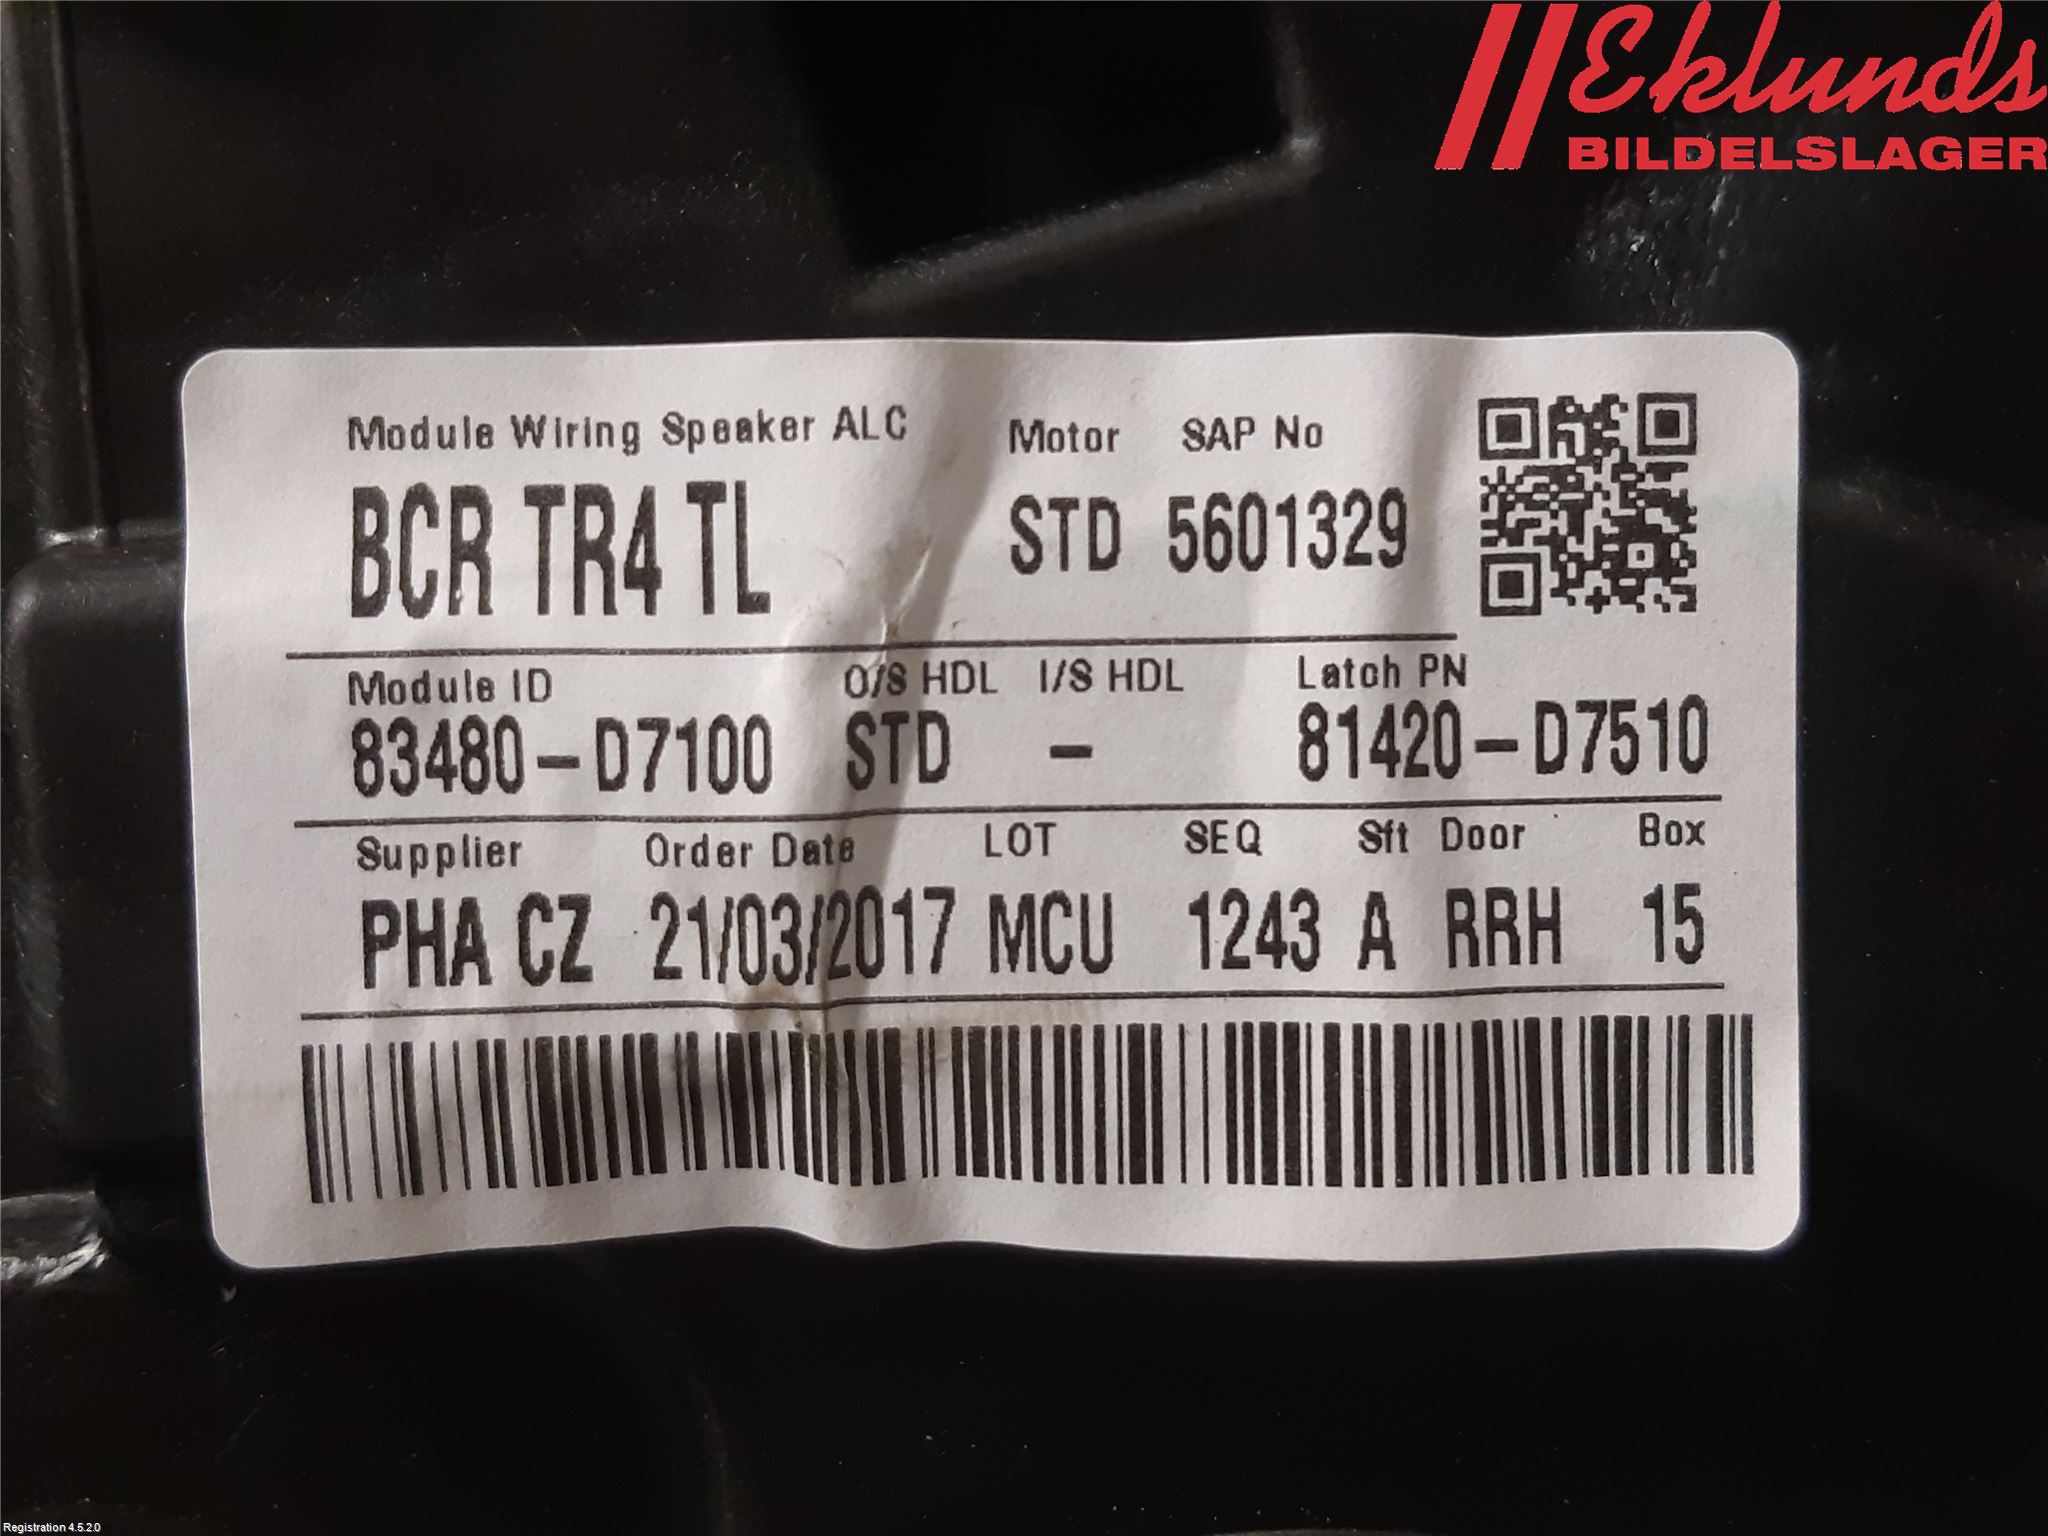 Eklunds
BILDELSLAGER
Module Wiring Speaker ALC Motor SAP No
BCR TR4 TL STD 5601329
Module ID O/S HDL I/S HDL Latch PN
83480-D7100 STD - 81420-D7510
Supplier Order Date LOT SEQ Sft Door Box
PHA CZ 21/03/2017 MCU 1243 A RRH 15
Registration 4.5.2.0